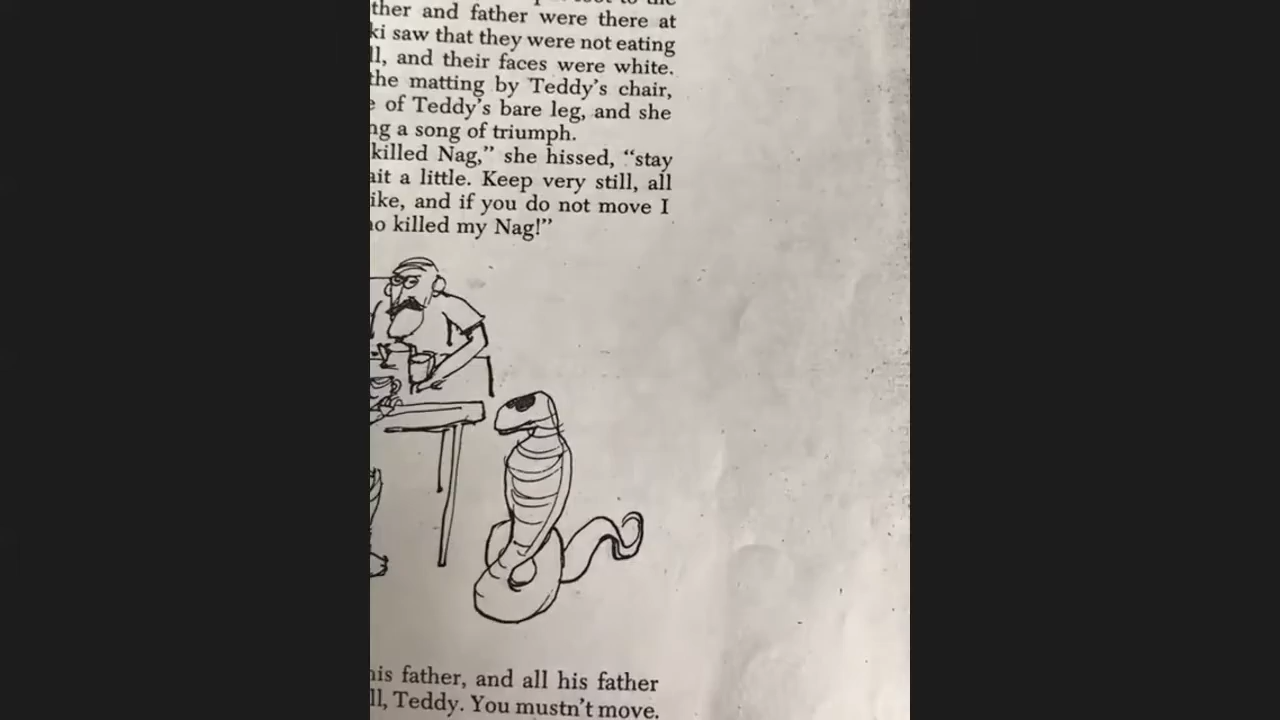 ther and father were there at
ki saw that they were not eating
ll, and their faces were white.
the matting by Teddy's chair,
e of Teddy's bare leg, and she
ng a song of triumph.
killed Nag,” she hissed, “stay
ait a little. Keep very still, all
ike, and if you do not move I
ho killed my Nag!”
his father, and all his father
ll, Teddy. You mustn't move.